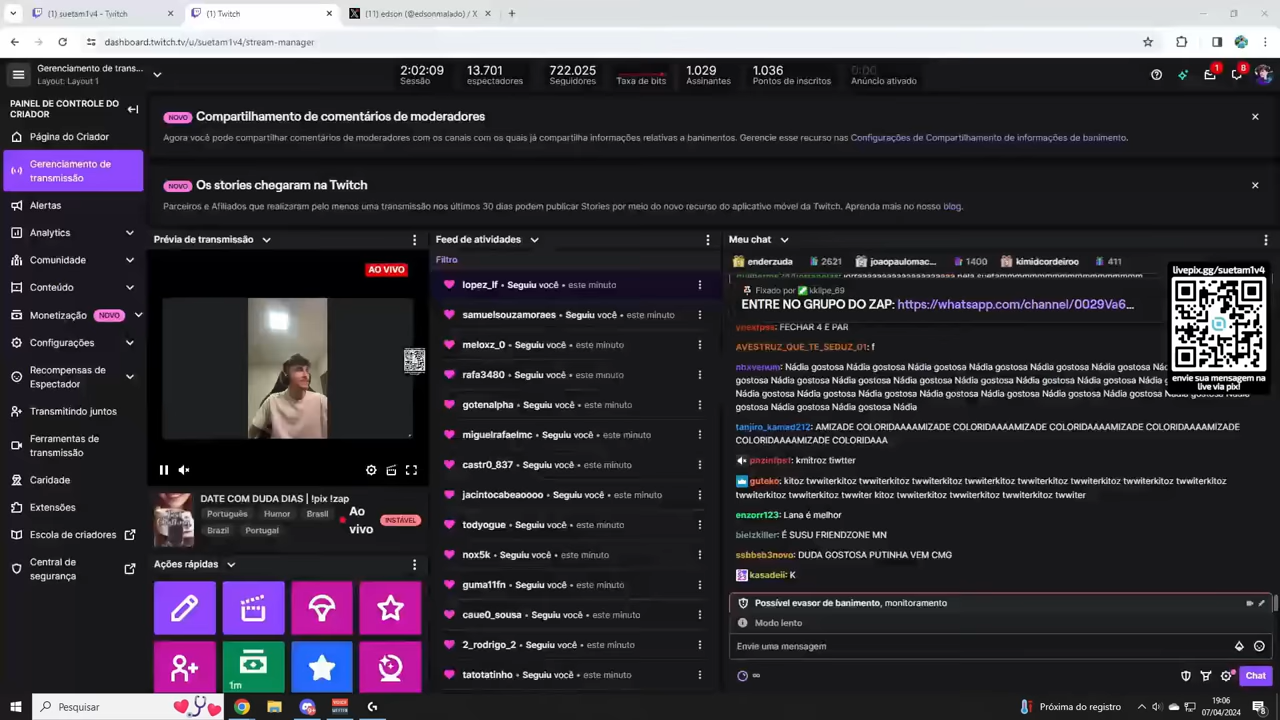 (1) suetam1v4 - Twitch
(1) Twitch
(11) edson (@edsonmalado) / X
dashboard.twitch.tv/u/suetam1v4/stream-manager
Gerenciamento de trans...
Layout: Layout 1
2:02:09
Sessão
13.701
espectadores
722.025
Seguidores
Taxa de bits
1.029
Assinantes
1.036
Pontos de inscritos
0:00
Anúncio ativado
1
8
PAINEL DE CONTROLE DO
CRIADOR
Página do Criador
Gerenciamento de
transmissão
Alertas
Analytics
Comunidade
Conteúdo
Monetização NOVO
Configurações
Recompensas de
Espectador
Transmitindo juntos
Ferramentas de
transmissão
Caridade
Extensões
Escola de criadores
Central de
segurança
NOVO Compartilhamento de comentários de moderadores
Agora você pode compartilhar comentários de moderadores com os canais com os quais já compartilha informações relativas a banimentos. Gerencie esse recurso nas Configurações de Compartilhamento de informações de banimento.
NOVO Os stories chegaram na Twitch
Parceiros e Afiliados que realizaram pelo menos uma transmissão nos últimos 30 dias podem publicar Stories por meio do novo recurso do aplicativo móvel da Twitch. Aprenda mais no nosso blog.
Prévia de transmissão
AO VIVO
DATE COM DUDA DIAS | !pix !zap
Português Humor Brasil
Brazil Portugal
Ao
vivo
INSTÁVEL
Ações rápidas
1m
Feed de atividades
Filtro
lopez_lf • Seguiu você • este minuto
samuelsouzamoraes • Seguiu você • este minuto
meloxz_0 • Seguiu você • este minuto
rafa3480 • Seguiu você • este minuto
gotenalpha • Seguiu você • este minuto
miguelrafaelmc • Seguiu você • este minuto
castr0_837 • Seguiu você • este minuto
jacintocabeaoooo • Seguiu você • este minuto
todyogue • Seguiu você • este minuto
nox5k • Seguiu você • este minuto
guma11fn • Seguiu você • este minuto
caue0_sousa • Seguiu você • este minuto
2_rodrigo_2 • Seguiu você • este minuto
tatotatinho • Seguiu você • este minuto
Meu chat
enderzuda 2621 joaopaulomac... 1400 kimidcordeiroo 411
Fixado por kklipe_69
ENTRE NO GRUPO DO ZAP: https://whatsapp.com/channel/0029Va6...
FECHAR 4 E PAR
AVESTRUZ_QUE_TE_SEDUZ_01: f
nbxvenum: Nádia gostosa Nádia gostosa Nádia gostosa Nádia gostosa Nádia gostosa Nádia gostosa
Nádia gostosa Nádia gostosa Nádia gostosa Nádia gostosa Nádia gostosa Nádia gostosa Nádia gostosa
Nádia gostosa Nádia gostosa Nádia gostosa Nádia gostosa Nádia gostosa Nádia gostosa Nádia
gostosa Nádia gostosa Nádia gostosa Nádia
tanjiro_kamad212: AMIZADE COLORIDAAAAMIZADE COLORIDAAAAMIZADE COLORIDAAAAMIZADE
COLORIDAAAAMIZADE COLORIDAAA
pnzinfps1: kmitroz tiwtter
guteko: kitoz twwiterkitoz twwiterkitoz twwiterkitoz twwiterkitoz twwiterkitoz twwiterkitoz
twwiterkitoz twwiterkitoz twwiterkitoz twwiter kitoz twwiterkitoz twwiterkitoz twwiter
enzorr123: Lana é melhor
bielzkiller: É SUSU FRIENDZONE MN
ssbbsb3novo: DUDA GOSTOSA PUTINHA VEM CMG
kasadeii: K
Possível evasor de banimento, monitoramento
Modo lento
Envie uma mensagem
Chat
livepix.gg/suetam1v4
envie sua mensagem na
live via pix!
Pesquisar
Próxima do registro
19:06
07/04/2024
8